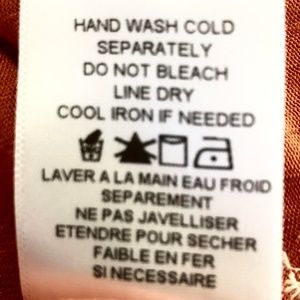 HAND WASH COLD
SEPARATELY
DO NOT BLEACH
LINE DRY
COOL IRON IF NEEDED
LAVER A LA MAIN EAU FROID
SEPAREMENT
NE PAS JAVELLISER
ETENDRE POUR SECHER
FAIBLE EN FER
SI NECESSAIRE